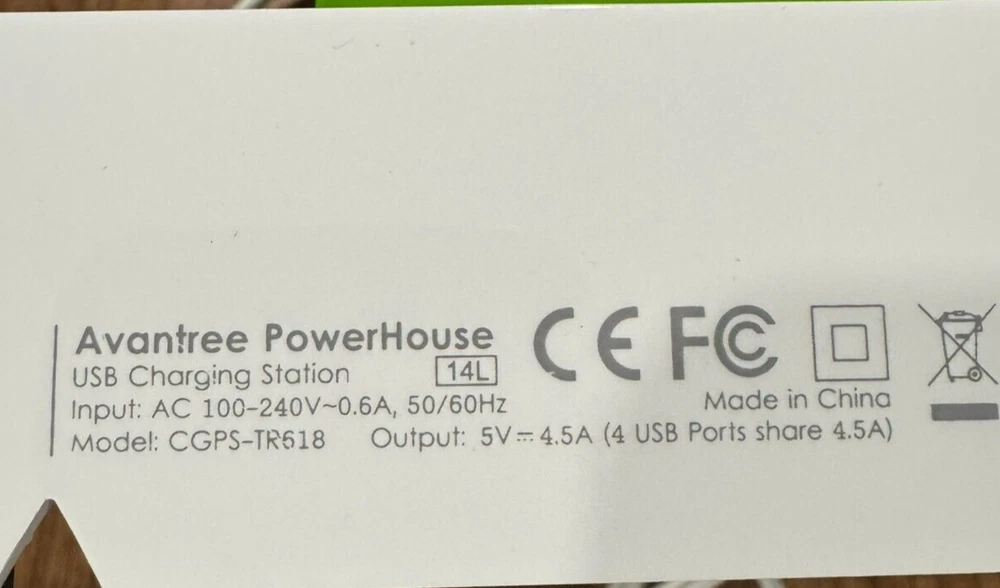 Avantree PowerHouse
USB Charging Station 14L
Input: AC 100-240V~0.6A, 50/60Hz
Model: CGPS-TR618 Output: 5V⎓4.5A (4 USB Ports share 4.5A)
CE FC
Made in China